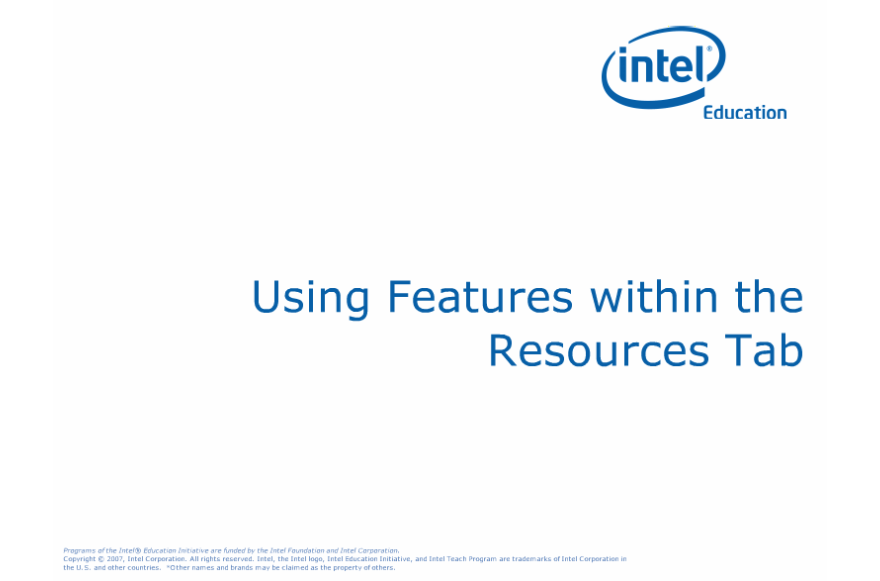 intel®
Education
Using Features within the
Resources Tab
Programs of the Intel® Education Initiative are funded by the Intel Foundation and Intel Corporation.
Copyright © 2007, Intel Corporation. All rights reserved. Intel, the Intel logo, Intel Education Initiative, and Intel Teach Program are trademarks of Intel Corporation in
the U.S. and other countries. *Other names and brands may be claimed as the property of others.